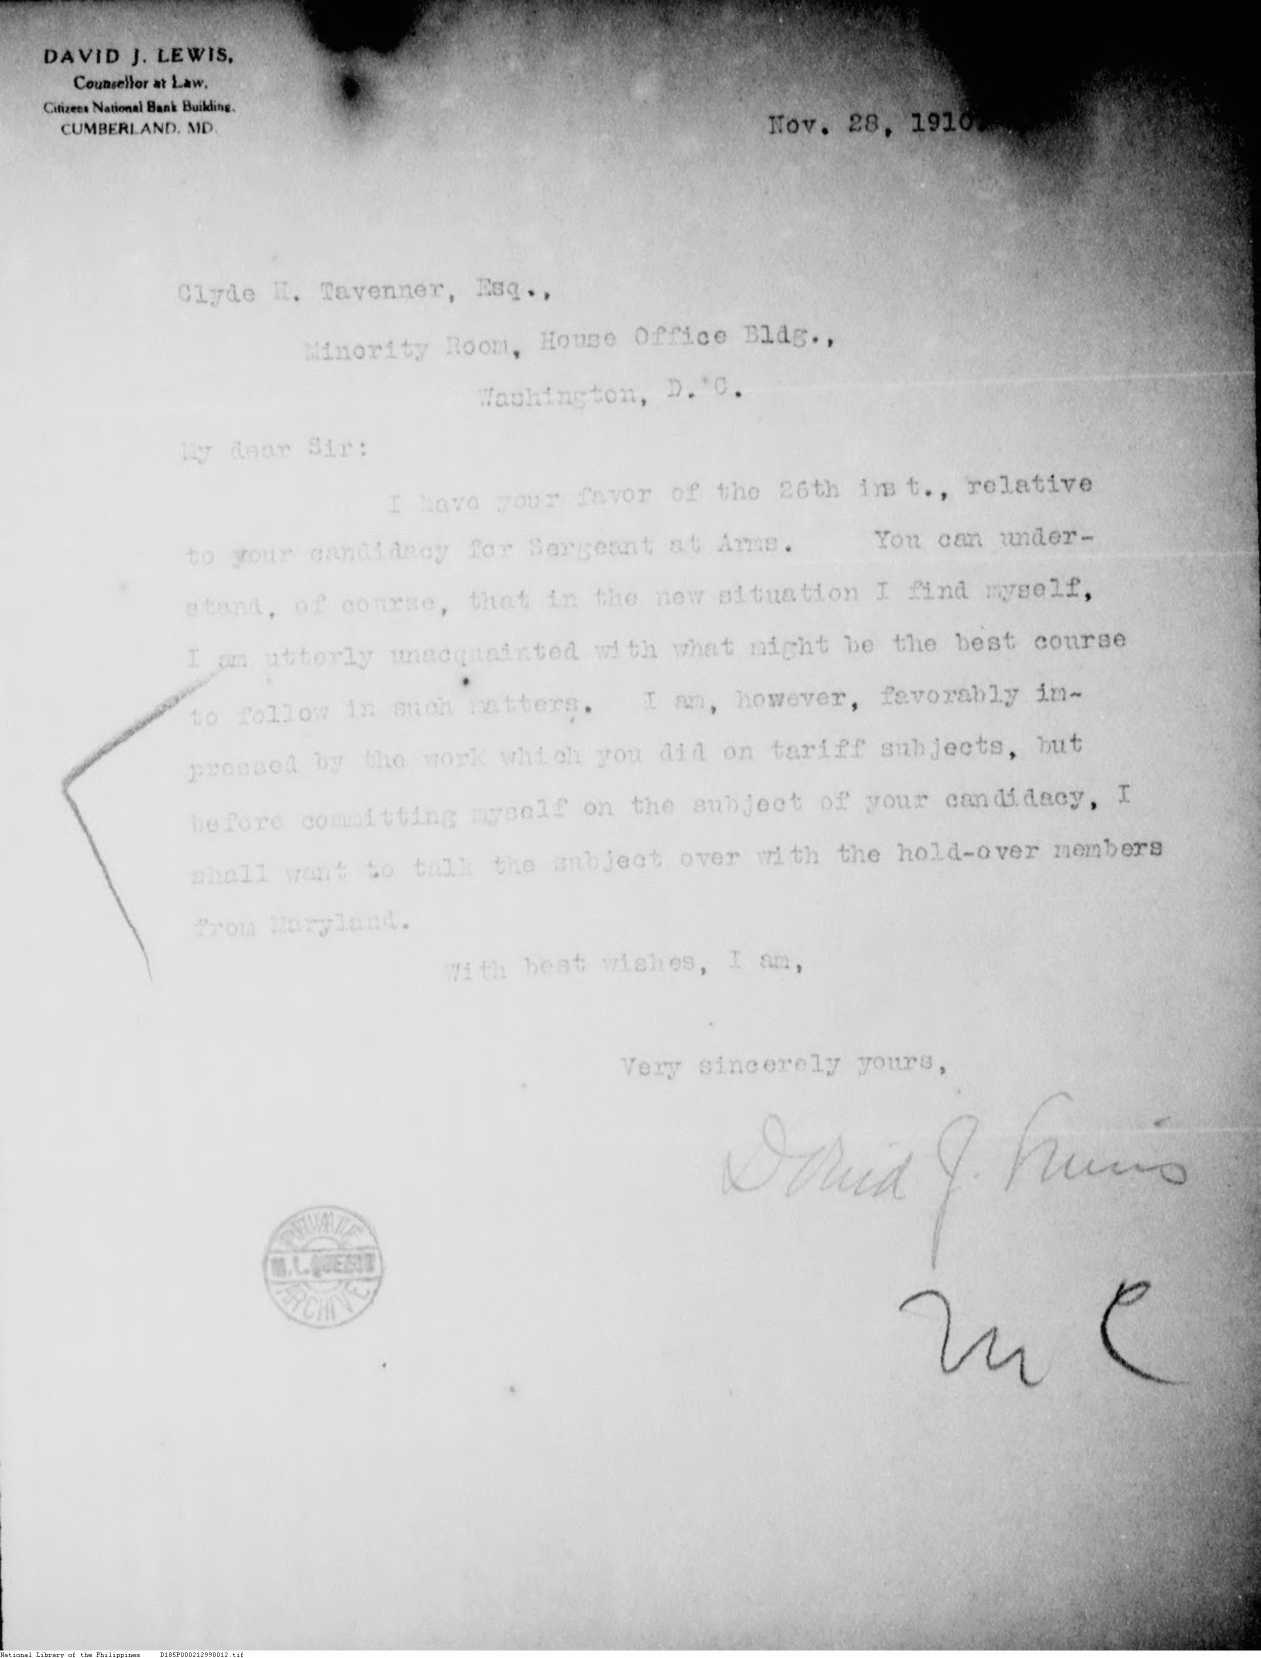 DAVID J. LEWIS,
Counsellor at Law,
Citizens National Bank Building,
CUMBERLAND, MD.
Nov. 28, 1910.
Clyde H. Tavenner, Esq.,
Minority Room, House Office Bldg.,
Washington, D. C.
My dear Sir:
I have your favor of the 26th inst., relative
to your candidacy for Sergeant at Arms. You can under-
stand, of course, that in the new situation I find myself,
I am utterly unacquainted with what might be the best course
to follow in such matters. I am, however, favorably im-
pressed by the work which you did on tariff subjects, but
before committing myself on the subject of your candidacy, I
shall want to talk the subject over with the hold-over members
from Maryland.
With best wishes, I am,
Very sincerely yours,
David J. Lewis
M C
PRIVATE
M.L.QUEZON
ARCHIVE
National Library of the Philippines D185P000212998012.tif